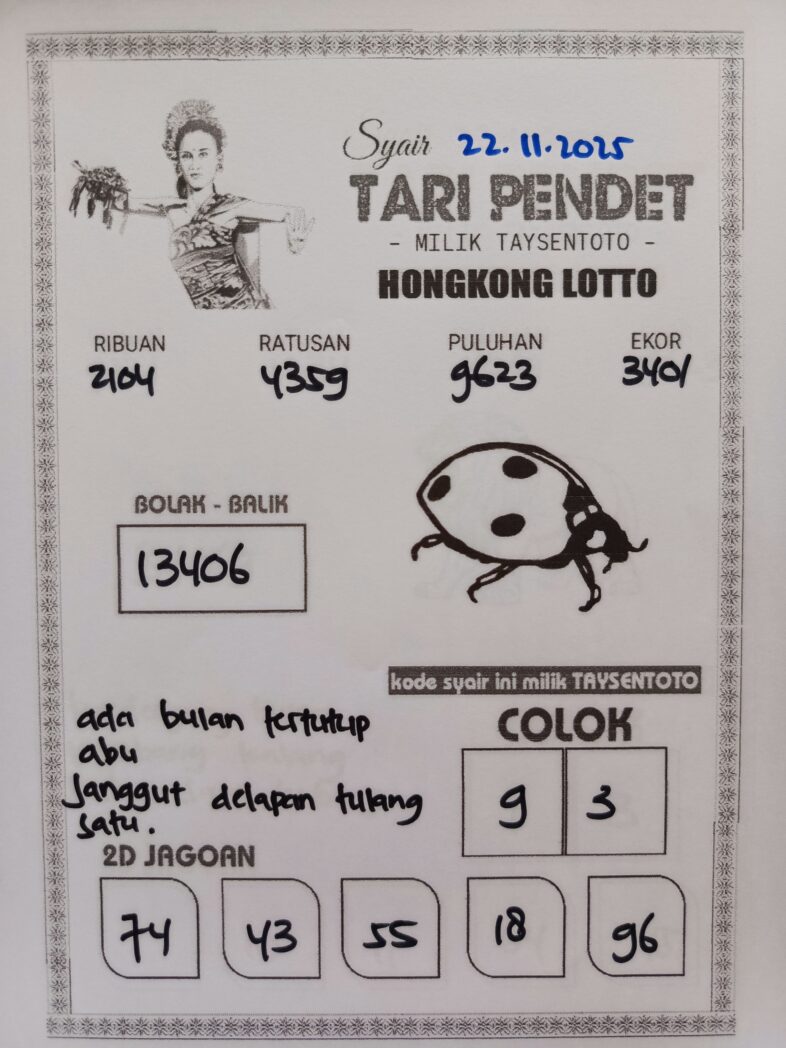 Syair 22.11.2025
TARI PENDET
- MILIK TAYSENTOTO -
HONGKONG LOTTO
RIBUAN RATUSAN PULUHAN EKOR
2104 4359 9623 3401
BOLAK - BALIK
13406
kode syair ini milik TAYSENTOTO
ada bulan tertutup
abu
Janggut delapan tulang
satu.
COLOK
9 3
2D JAGOAN
74 43 55 18 96